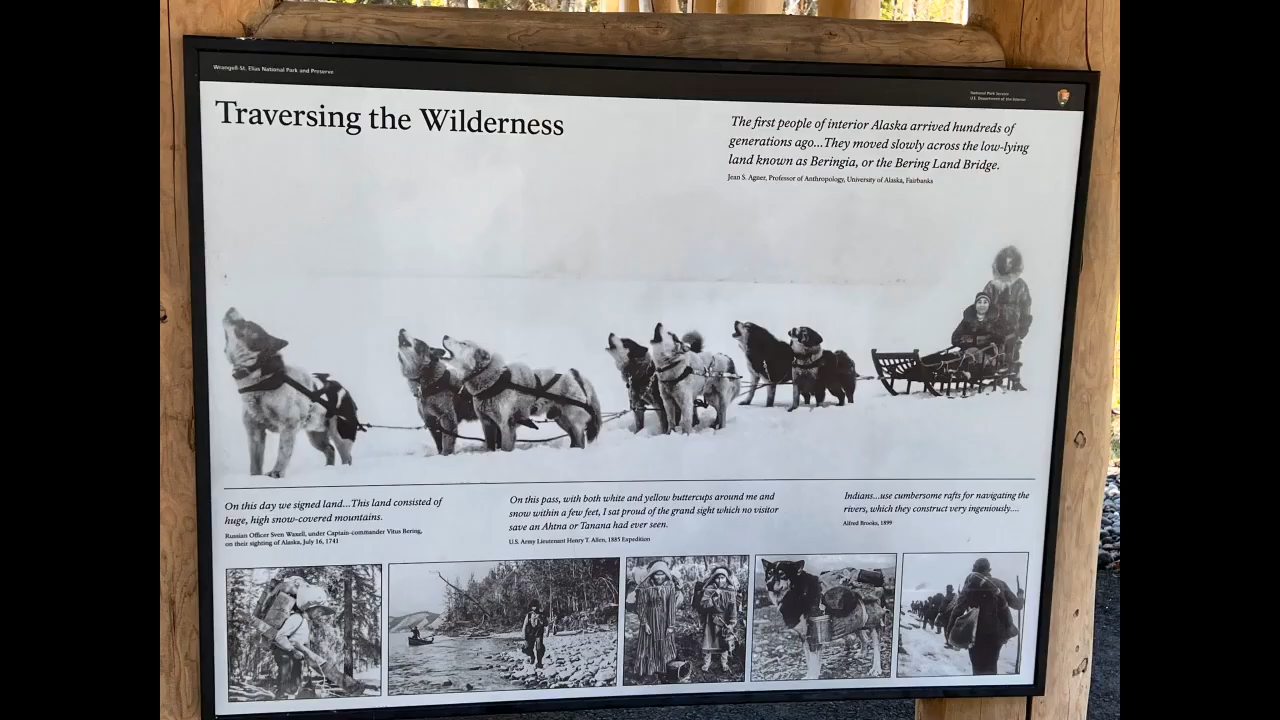 Wrangell-St. Elias National Park and Preserve
National Park Service
U.S. Department of the Interior
Traversing the Wilderness
The first people of interior Alaska arrived hundreds of
generations ago...They moved slowly across the low-lying
land known as Beringia, or the Bering Land Bridge.
Jean S. Agner, Professor of Anthropology, University of Alaska, Fairbanks
On this day we signed land...This land consisted of
huge, high snow-covered mountains.
Russian Officer Sven Waxell, under Captain-commander Vitus Bering,
on their sighting of Alaska, July 16, 1741
On this pass, with both white and yellow buttercups around me and
snow within a few feet, I sat proud of the grand sight which no visitor
save an Ahtna or Tanana had ever seen.
U.S. Army Lieutenant Henry T. Allen, 1885 Expedition
Indians...use cumbersome rafts for navigating the
rivers, which they construct very ingeniously....
Alfred Brooks, 1899